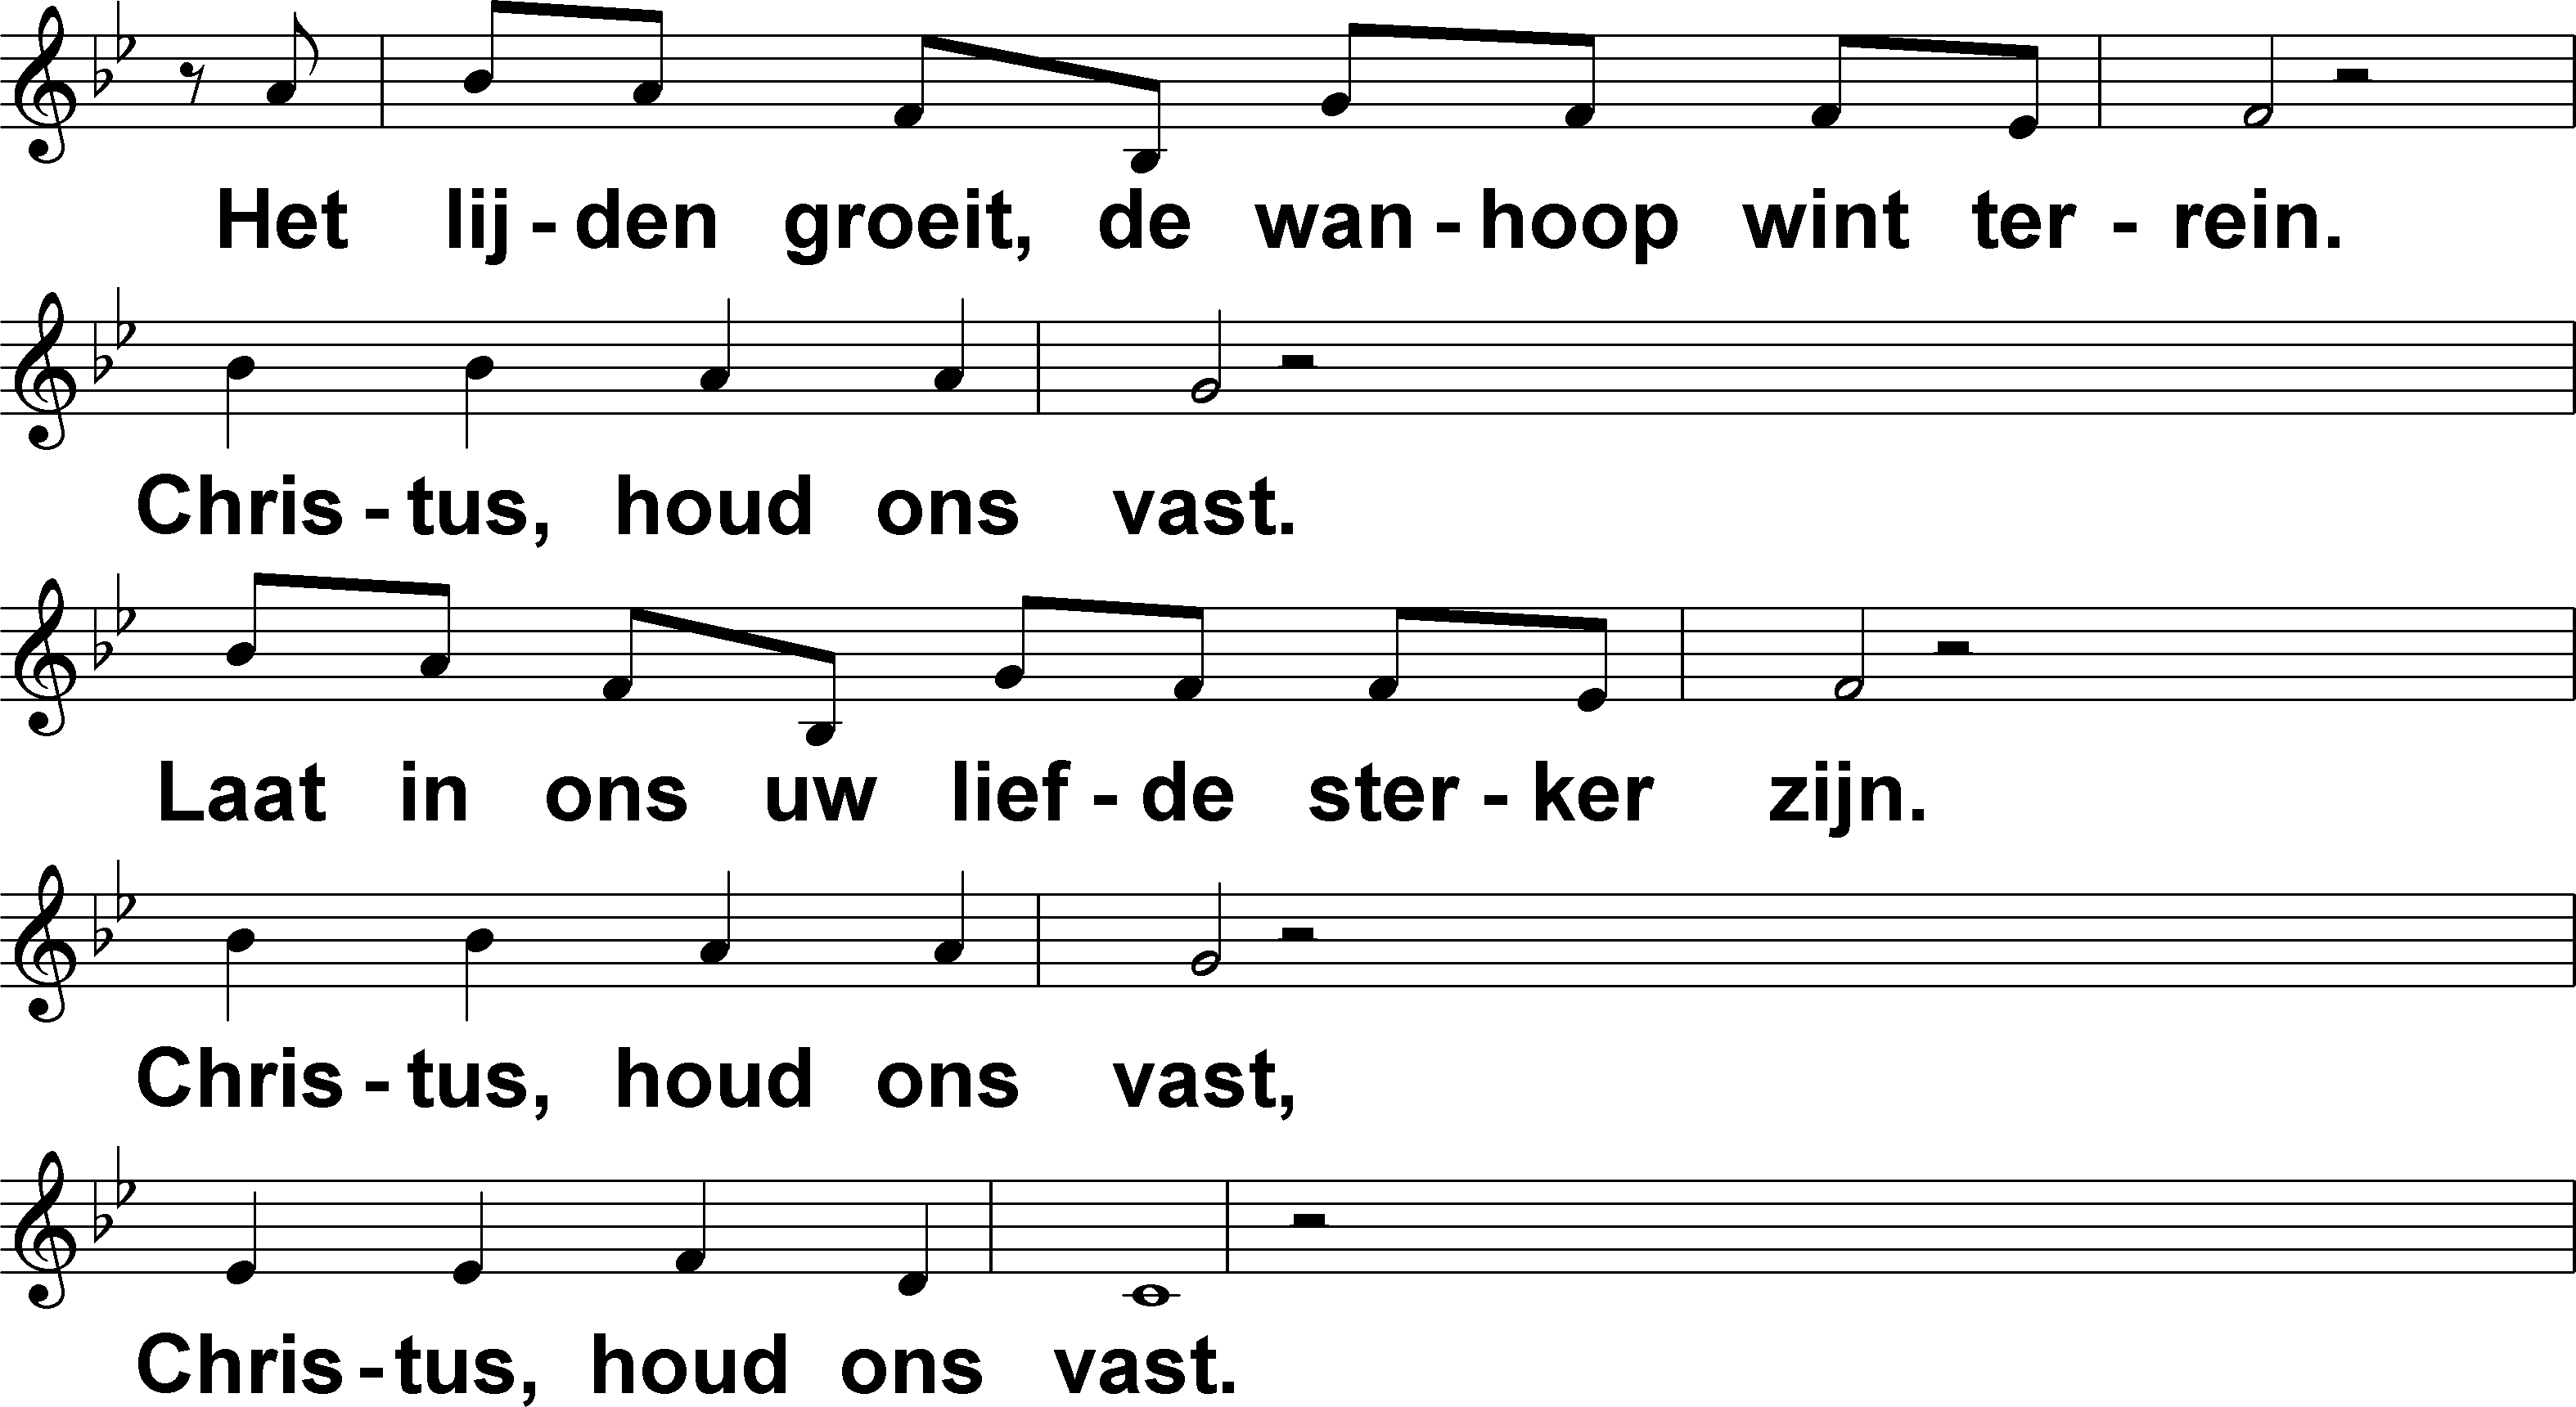 Het lij - den groeit, de wan - hoop wint ter - rein.
Chris - tus, houd ons vast.
Laat in ons uw lief - de ster - ker zijn.
Chris - tus, houd ons vast,
Chris - tus, houd ons vast.